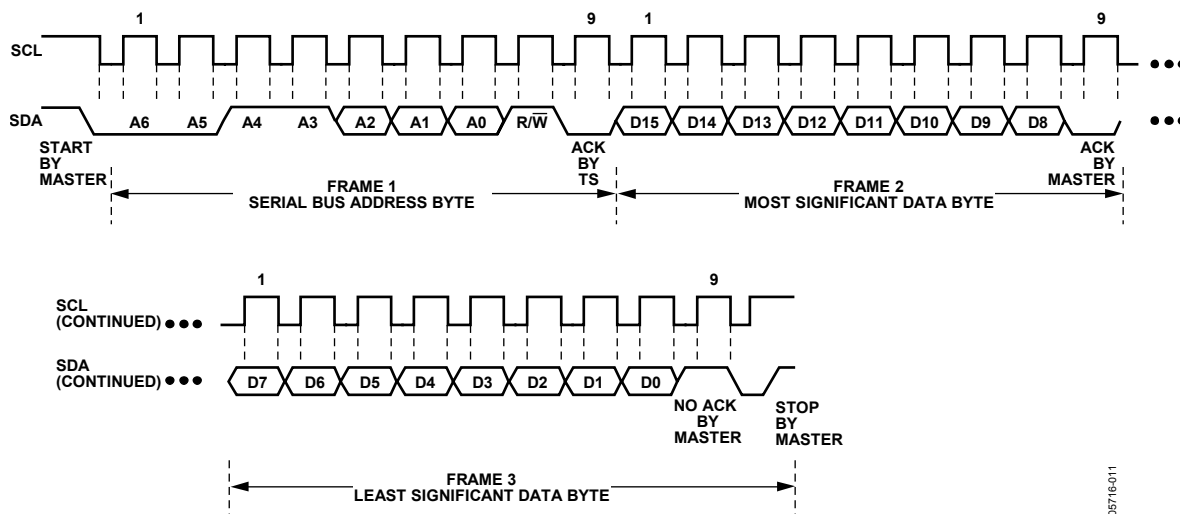 1 9 1 9
SCL
SDA A6 A5 A4 A3 A2 A1 A0 R/W̅ D15 D14 D13 D12 D11 D10 D9 D8
START
BY
MASTER
ACK
BY
TS
ACK
BY
MASTER
FRAME 1
SERIAL BUS ADDRESS BYTE
FRAME 2
MOST SIGNIFICANT DATA BYTE
1 9
SCL
(CONTINUED)
SDA
(CONTINUED) D7 D6 D5 D4 D3 D2 D1 D0
NO ACK
BY
MASTER
STOP
BY
MASTER
FRAME 3
LEAST SIGNIFICANT DATA BYTE
05716-011